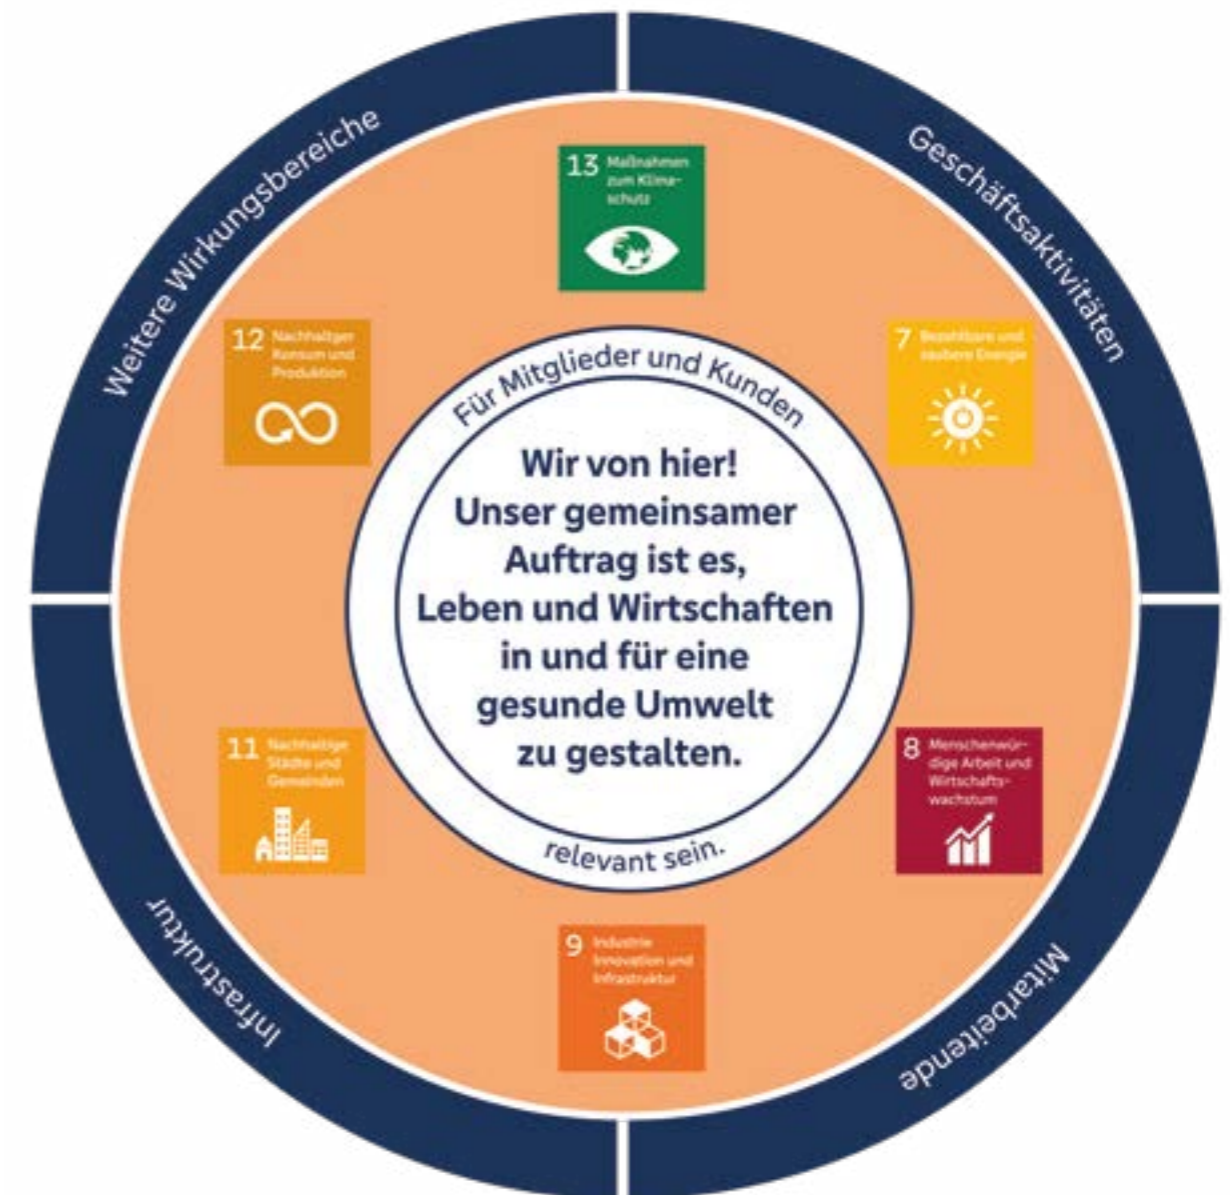 Weitere Wirkungsbereiche
Geschäftsaktivitäten
13 Maßnahmen
zum Klima-
schutz
12 Nachhaltiger
Konsum und
Produktion
7 Bezahlbare und
saubere Energie
Für Mitglieder und Kunden
Wir von hier!
Unser gemeinsamer
Auftrag ist es,
Leben und Wirtschaften
in und für eine
gesunde Umwelt
zu gestalten.
relevant sein.
11 Nachhaltige
Städte und
Gemeinden
8 Menschenwür-
dige Arbeit und
Wirtschafts-
wachstum
9 Industrie
Innovation und
Infrastruktur
Infrastruktur
Mitarbeitende